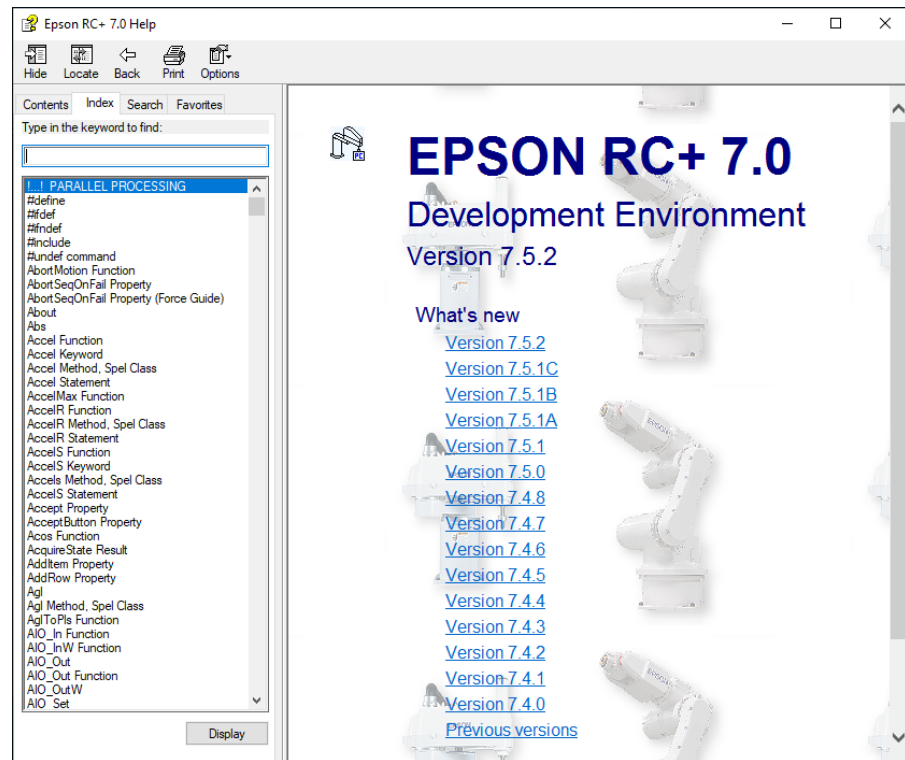 Epson RC+ 7.0 Help
Hide Locate Back Print Options
Contents Index Search Favorites
Type in the keyword to find:
!...! PARALLEL PROCESSING
#define
#ifdef
#ifndef
#include
#undef command
AbortMotion Function
AbortSeqOnFail Property
AbortSeqOnFail Property (Force Guide)
About
Abs
Accel Function
Accel Keyword
Accel Method, Spel Class
Accel Statement
AccelMax Function
AccelR Function
AccelR Method, Spel Class
AccelR Statement
AccelS Function
AccelS Keyword
Accels Method, Spel Class
AccelS Statement
Accept Property
AcceptButton Property
Acos Function
AcquireState Result
AddItem Property
AddRow Property
Agl
Agl Method, Spel Class
AglToPls Function
AIO_In Function
AIO_InW Function
AIO_Out
AIO_Out Function
AIO_OutW
AIO_Set
Display
PC
EPSON RC+ 7.0
Development Environment
Version 7.5.2
What's new
Version 7.5.2
Version 7.5.1C
Version 7.5.1B
Version 7.5.1A
Version 7.5.1
Version 7.5.0
Version 7.4.8
Version 7.4.7
Version 7.4.6
Version 7.4.5
Version 7.4.4
Version 7.4.3
Version 7.4.2
Version 7.4.1
Version 7.4.0
Previous versions